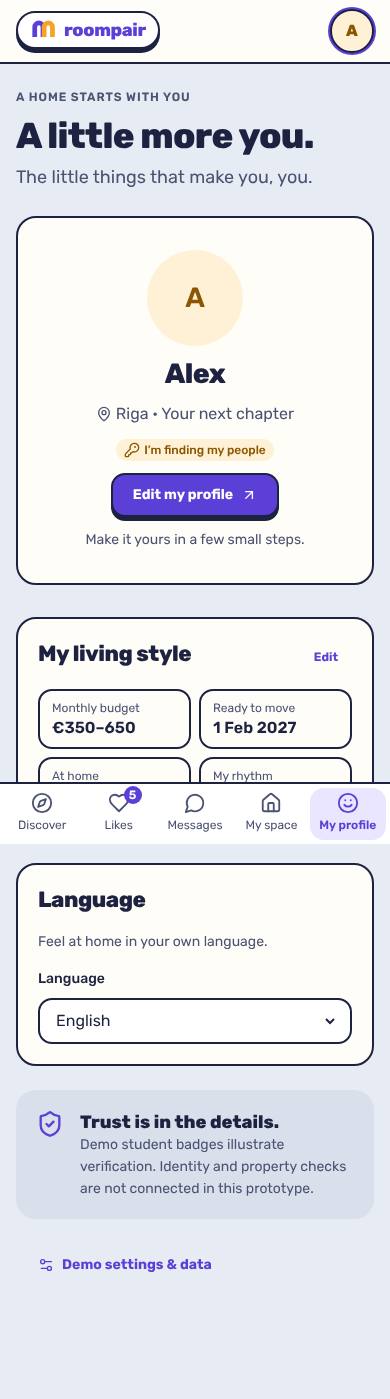 roompair
A
A HOME STARTS WITH YOU
A little more you.
The little things that make you, you.
A
Alex
Riga • Your next chapter
I'm finding my people
Edit my profile
Make it yours in a few small steps.
My living style
Edit
Monthly budget
€350–650
Ready to move
1 Feb 2027
At home
My rhythm
5
Discover
Likes
Messages
My space
My profile
Language
Feel at home in your own language.
Language
English
Trust is in the details.
Demo student badges illustrate
verification. Identity and property checks
are not connected in this prototype.
Demo settings & data